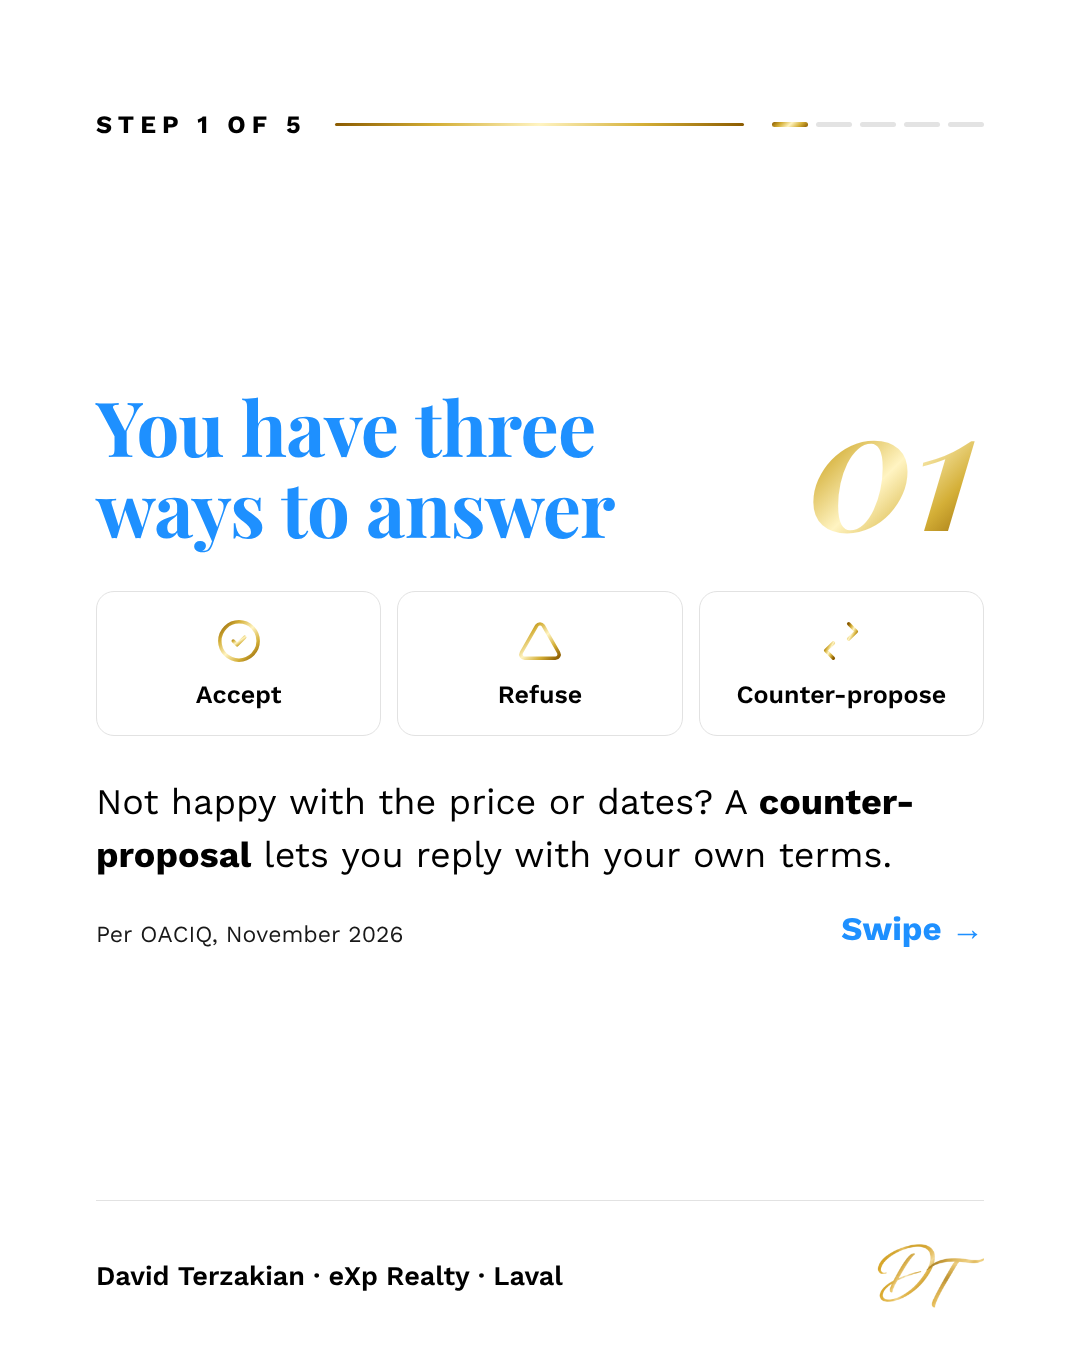 STEP 1 OF 5
You have three
ways to answer
01
Accept
Refuse
Counter-propose
Not happy with the price or dates? A counter-
proposal lets you reply with your own terms.
Per OACIQ, November 2026
Swipe →
David Terzakian · eXp Realty · Laval
DT